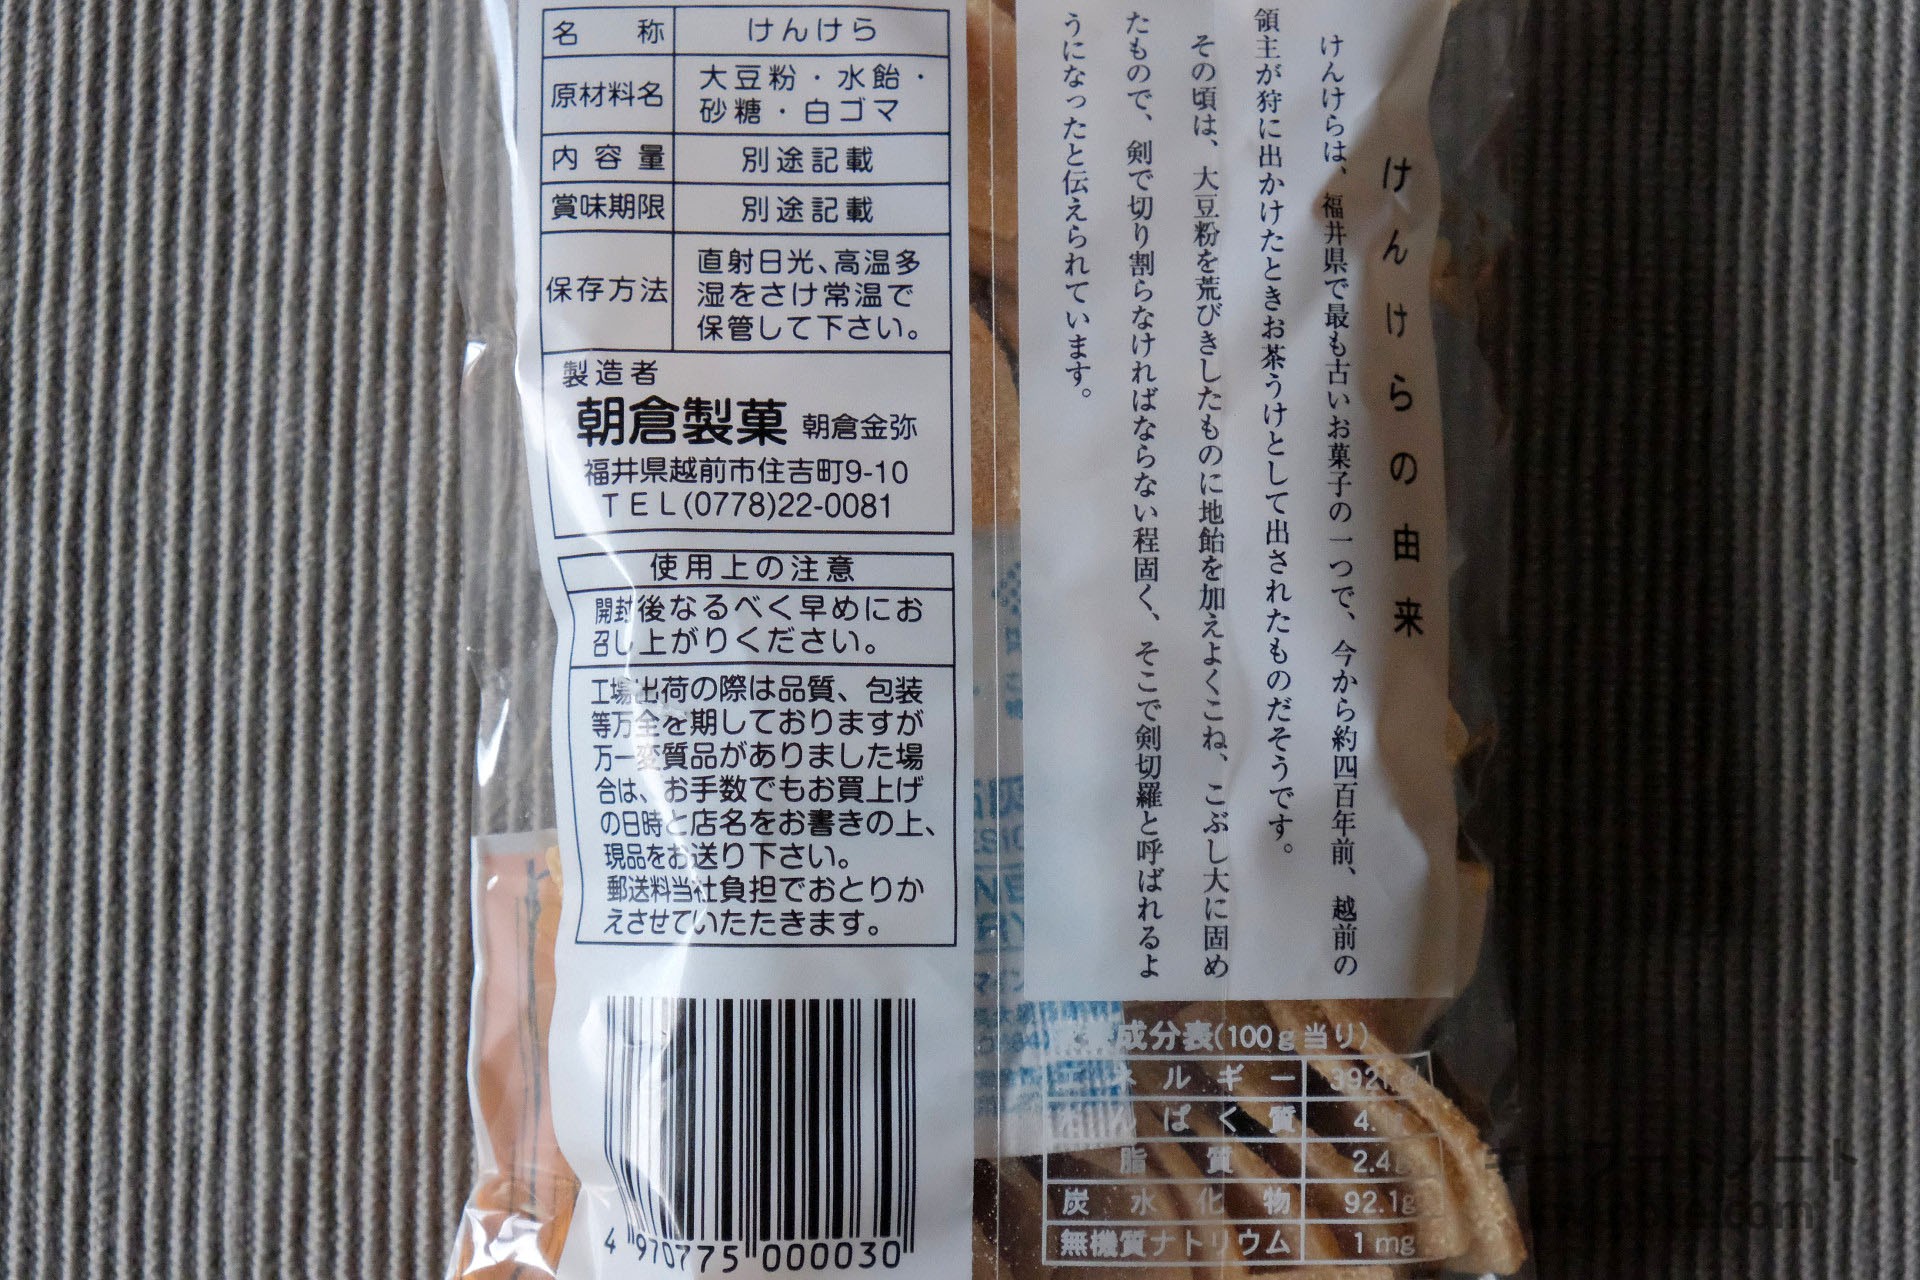 名称 けんけら
原材料名 大豆粉・水飴・
砂糖・白ゴマ
内容量 別途記載
賞味期限 別途記載
保存方法 直射日光、高温多
湿をさけ常温で
保管して下さい。
製造者
朝倉製菓 朝倉金弥
福井県越前市住吉町9-10
TEL(0778)22-0081
使用上の注意
開封後なるべく早めにお
召し上がりください。
工場出荷の際は品質、包装
等万全を期しておりますが
万一変質品がありました場
合は、お手数でもお買上げ
の日時と店名をお書きの上、
現品をお送り下さい。
郵送料当社負担でおとりか
えさせていただきます。
4 970775 000030
けんけらの由来
けんけらは、福井県で最も古いお菓子の一つで、今から約四百年前、越前の
領主が狩に出かけたときお茶うけとして出されたものだそうです。
その頃は、大豆粉を荒びきしたものに地飴を加えよくこね、こぶし大に固め
たもので、剣で切り割らなければならない程固く、そこで剣切羅と呼ばれるよ
うになったと伝えられています。
成分表(100g当り)
エネルギー
たんぱく質
脂質 2.4g
炭水化物 92.1g
無機質ナトリウム 1mg